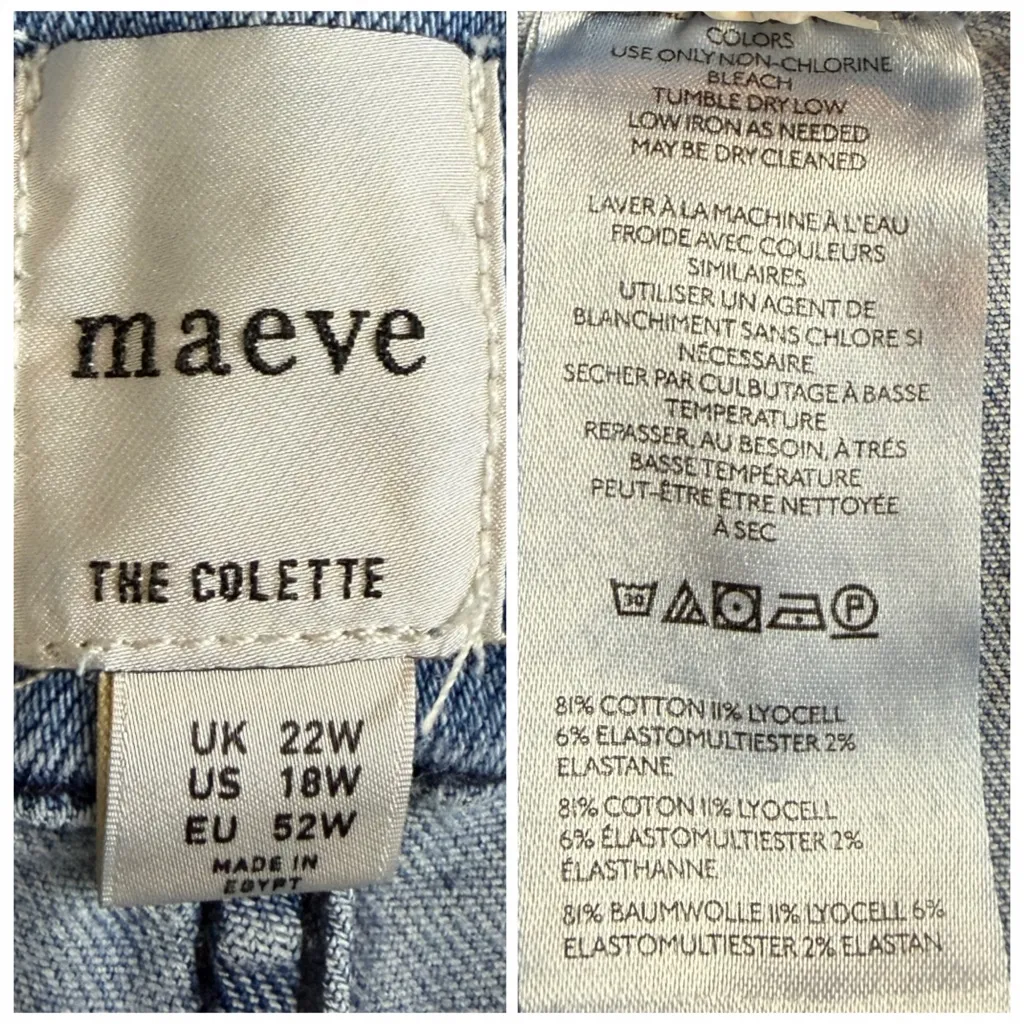 maeve
THE COLETTE
UK 22W
US 18W
EU 52W
MADE IN
EGYPT
COLORS
USE ONLY NON-CHLORINE
BLEACH
TUMBLE DRY LOW
LOW IRON AS NEEDED
MAY BE DRY CLEANED
LAVER À LA MACHINE À L'EAU
FROIDE AVEC COULEURS
SIMILAIRES
UTILISER UN AGENT DE
BLANCHIMENT SANS CHLORE SI
NÉCESSAIRE
SECHER PAR CULBUTAGE À BASSE
TEMPERATURE
REPASSER, AU BESOIN, À TRÉS
BASSE TEMPÉRATURE
PEUT-ÊTRE ÊTRE NETTOYÉE
À SEC
30 P
81% COTTON 11% LYOCELL
6% ELASTOMULTIESTER 2%
ELASTANE
81% COTON 11% LYOCELL
6% ÉLASTOMULTIESTER 2%
ÉLASTHANNE
81% BAUMWOLLE 11% LYOCELL 6%
ELASTOMULTIESTER 2% ELASTAN